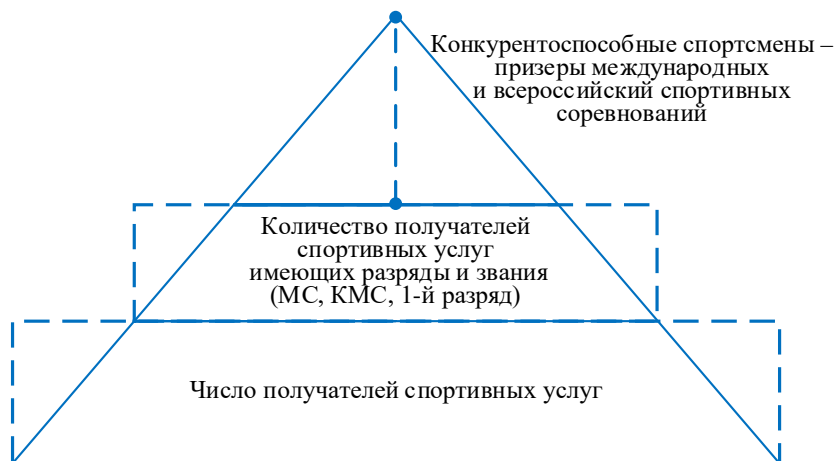 Конкурентоспособные спортсмены –
призеры международных
и всероссийский спортивных
соревнований
Количество получателей
спортивных услуг
имеющих разряды и звания
(МС, КМС, 1-й разряд)
Число получателей спортивных услуг